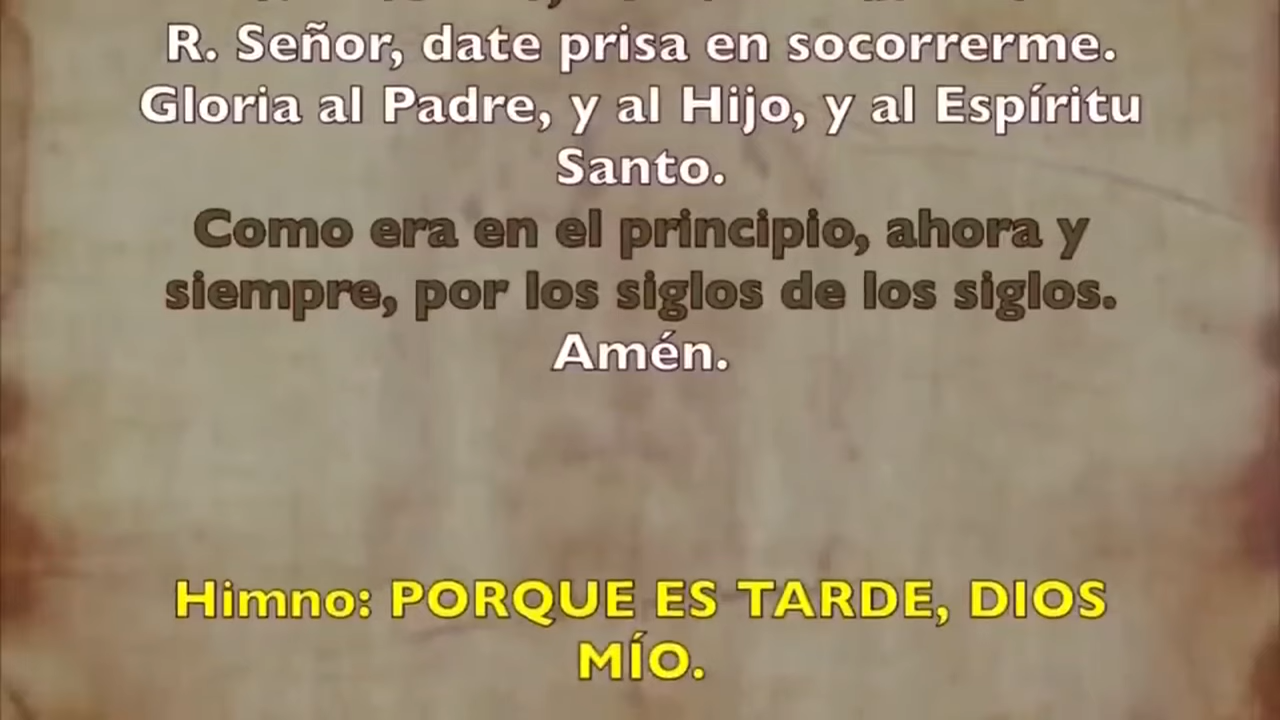 R. Señor, date prisa en socorrerme.
Gloria al Padre, y al Hijo, y al Espíritu
Santo.
Como era en el principio, ahora y
siempre, por los siglos de los siglos.
Amén.
Himno: PORQUE ES TARDE, DIOS
MÍO.